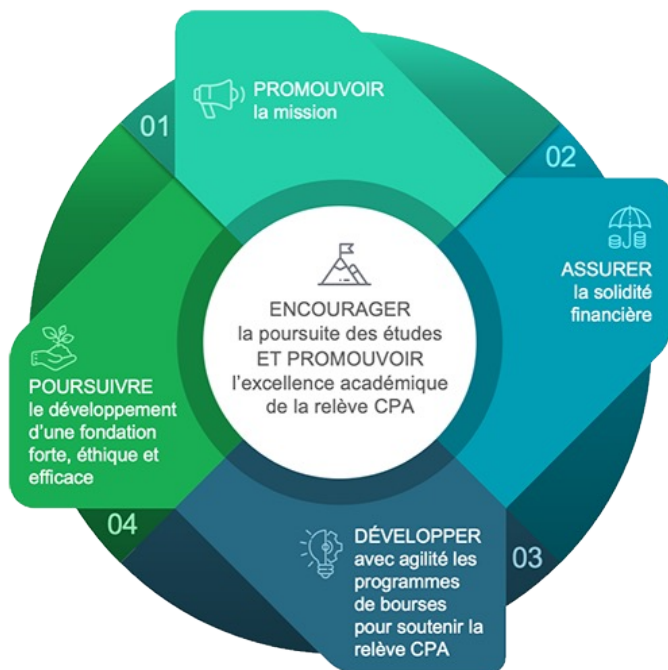 01
PROMOUVOIR
la mission
02
ASSURER
la solidité
financière
ENCOURAGER
la poursuite des études
ET PROMOUVOIR
l'excellence académique
de la relève CPA
03
DÉVELOPPER
avec agilité les
programmes
de bourses
pour soutenir la
relève CPA
04
POURSUIVRE
le développement
d'une fondation
forte, éthique et
efficace